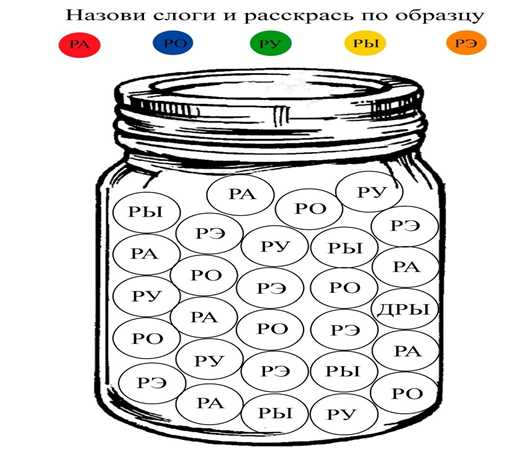 Назови слоги и расскрась по образцу
РА РО РУ РЫ РЭ
РА РО РУ
РЫ РЭ РУ РЫ РЭ
РА РО РЭ РО РА
РУ РА РО РЭ ДРЫ
РО РУ РЭ РЫ РА
РЭ РА РЫ РУ РО